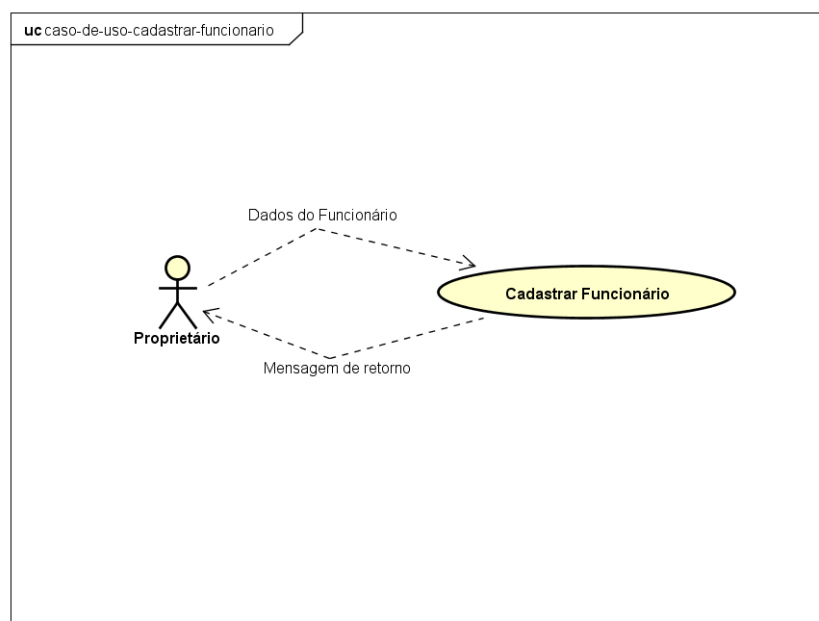 uc caso-de-uso-cadastrar-funcionario
Dados do Funcionário
Cadastrar Funcionário
Proprietário
Mensagem de retorno